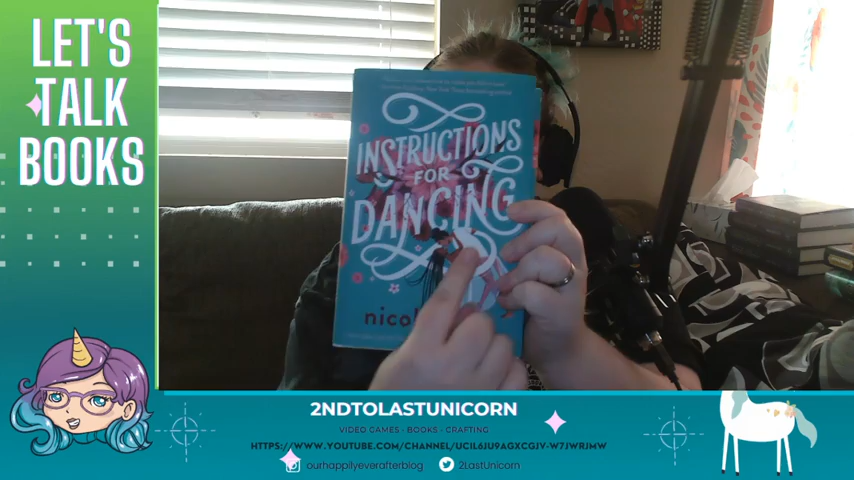 LET'S
TALK
BOOKS
INSTRUCTIONS
FOR
DANCING
2NDTOLASTUNICORN
VIDEO GAMES · BOOKS · CRAFTING
ourhappilyeverafterblog
2LastUnicorn